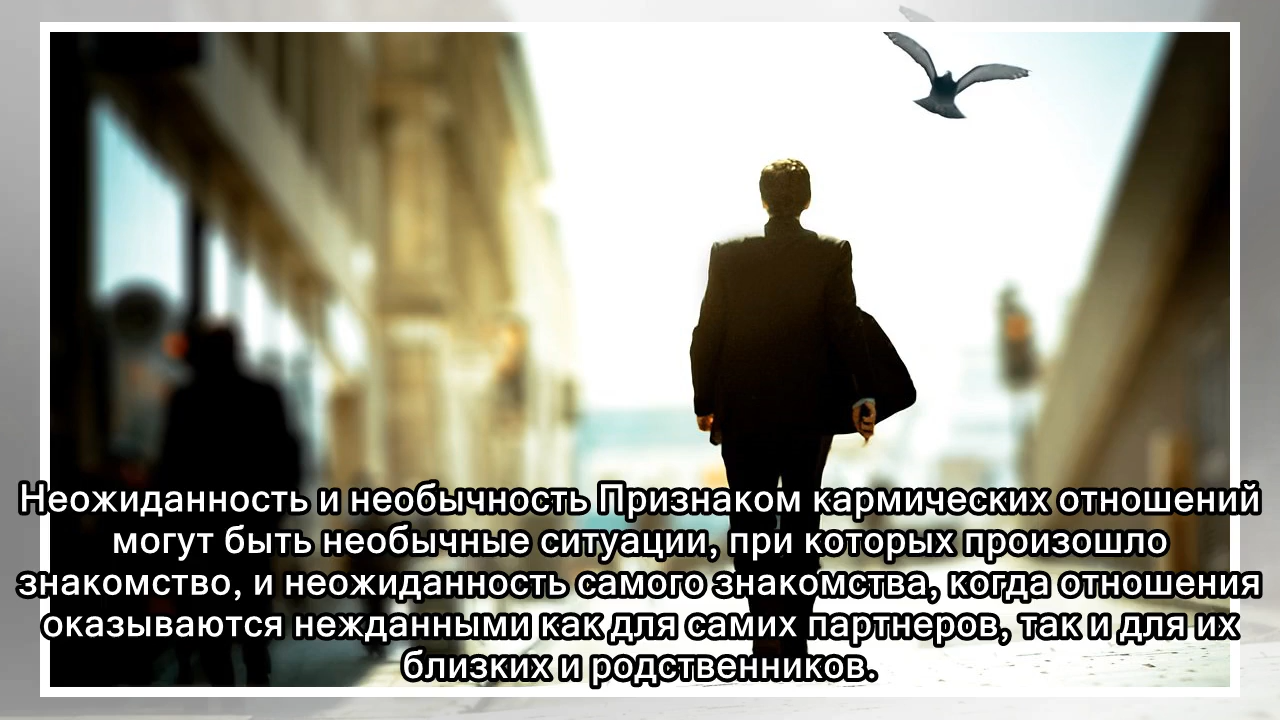 Неожиданность и необычность Признаком кармических отношений
могут быть необычные ситуации, при которых произошло
знакомство, и неожиданность самого знакомства, когда отношения
оказываются нежданными как для самих партнеров, так и для их
близких и родственников.